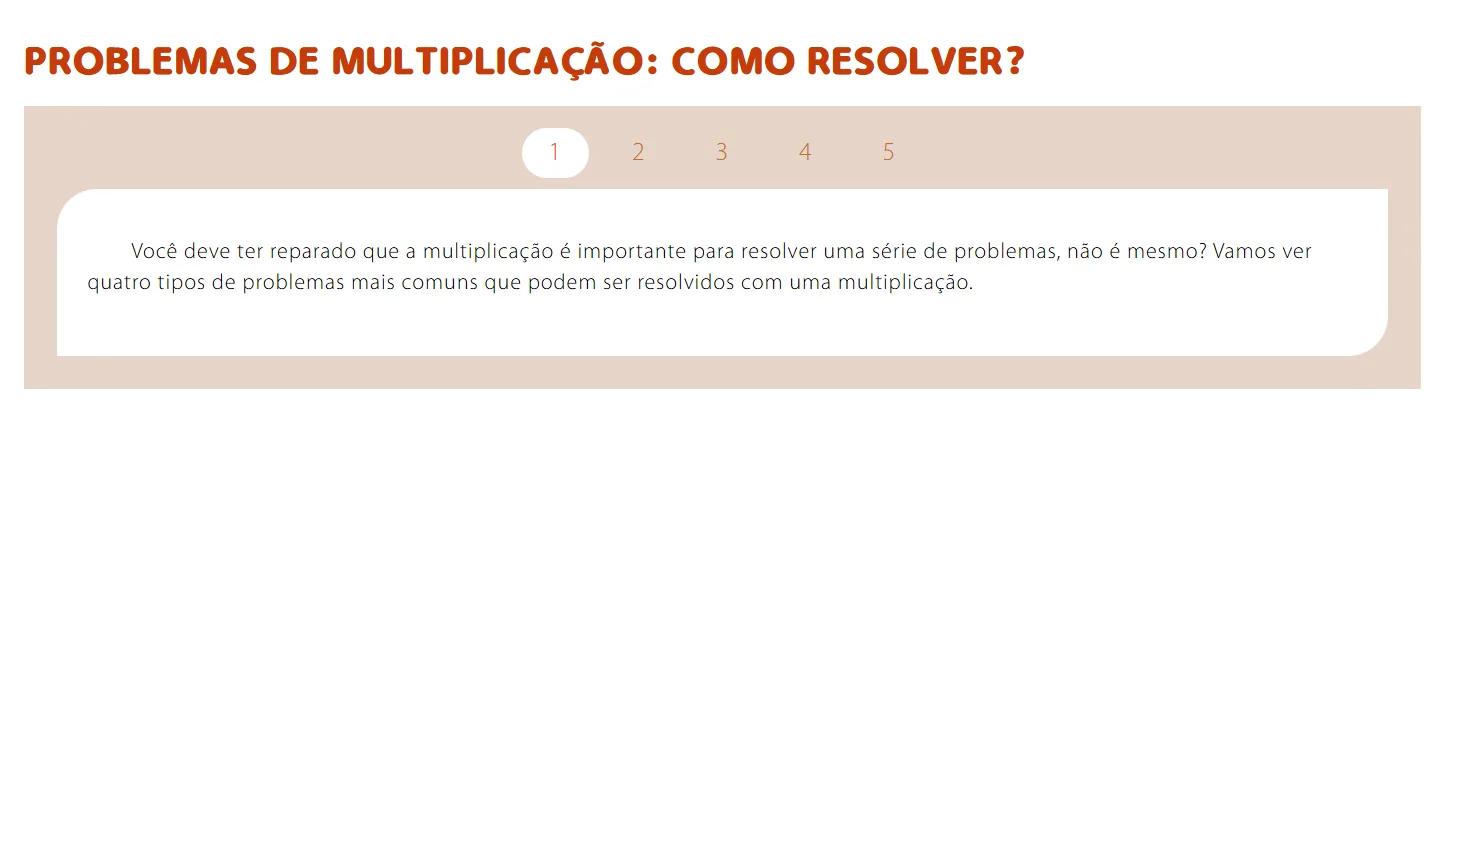 PROBLEMAS DE MULTIPLICAÇÃO: COMO RESOLVER?
1 2 3 4 5
Você deve ter reparado que a multiplicação é importante para resolver uma série de problemas, não é mesmo? Vamos ver
quatro tipos de problemas mais comuns que podem ser resolvidos com uma multiplicação.